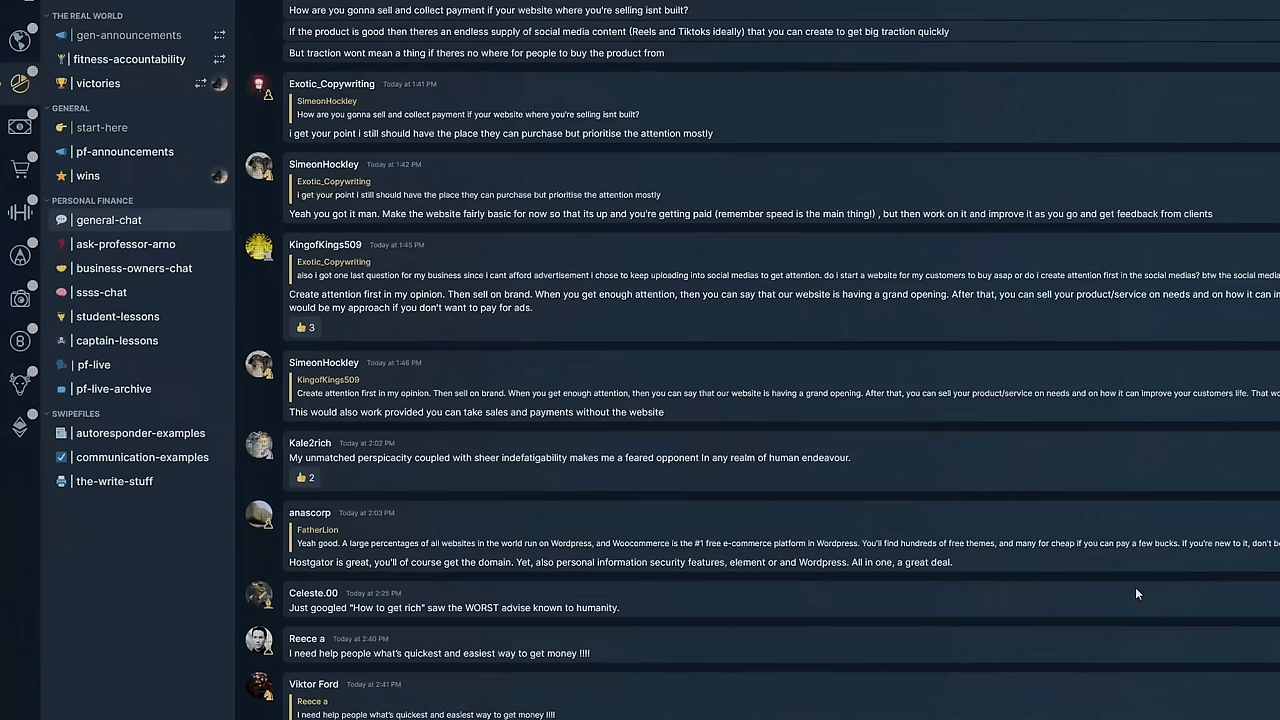 THE REAL WORLD
gen-announcements
fitness-accountability
victories
GENERAL
start-here
pf-announcements
wins
PERSONAL FINANCE
general-chat
ask-professor-arno
business-owners-chat
ssss-chat
student-lessons
captain-lessons
pf-live
pf-live-archive
SWIPEFILES
autoresponder-examples
communication-examples
the-write-stuff
How are you gonna sell and collect payment if your website where you're selling isnt built?
If the product is good then theres an endless supply of social media content (Reels and Tiktoks ideally) that you can create to get big traction quickly
But traction wont mean a thing if theres no where for people to buy the product from
Exotic_Copywriting Today at 1:41 PM
SimeonHockley
How are you gonna sell and collect payment if your website where you're selling isnt built?
i get your point i still should have the place they can purchase but prioritise the attention mostly
SimeonHockley Today at 1:42 PM
Exotic_Copywriting
i get your point i still should have the place they can purchase but prioritise the attention mostly
Yeah you got it man. Make the website fairly basic for now so that its up and you're getting paid (remember speed is the main thing!) , but then work on it and improve it as you go and get feedback from clients
KingofKings509 Today at 1:45 PM
Exotic_Copywriting
also i got one last question for my business since i cant afford advertisement i chose to keep uploading into social medias to get attention. do i start a website for my customers to buy asap or do i create attention first in the social medias? btw the social media
Create attention first in my opinion. Then sell on brand. When you get enough attention, then you can say that our website is having a grand opening. After that, you can sell your product/service on needs and on how it can in
would be my approach if you don't want to pay for ads.
3
SimeonHockley Today at 1:46 PM
KingofKings509
Create attention first in my opinion. Then sell on brand. When you get enough attention, then you can say that our website is having a grand opening. After that, you can sell your product/service on needs and on how it can improve your customers life. That wo
This would also work provided you can take sales and payments without the website
Kale2rich Today at 2:02 PM
My unmatched perspicacity coupled with sheer indefatigability makes me a feared opponent In any realm of human endeavour.
2
anascorp Today at 2:03 PM
FatherLion
Yeah good. A large percentages of all websites in the world run on Wordpress, and Woocommerce is the #1 free e-commerce platform in Wordpress. You'll find hundreds of free themes, and many for cheap if you can pay a few bucks. If you're new to it, don't b
Hostgator is great, you'll of course get the domain. Yet, also personal information security features, element or and Wordpress. All in one, a great deal.
Celeste.00 Today at 2:25 PM
Just googled "How to get rich" saw the WORST advise known to humanity.
Reece a Today at 2:40 PM
I need help people what's quickest and easiest way to get money !!!!
Viktor Ford Today at 2:41 PM
Reece a
I need help people what's quickest and easiest way to get money !!!!